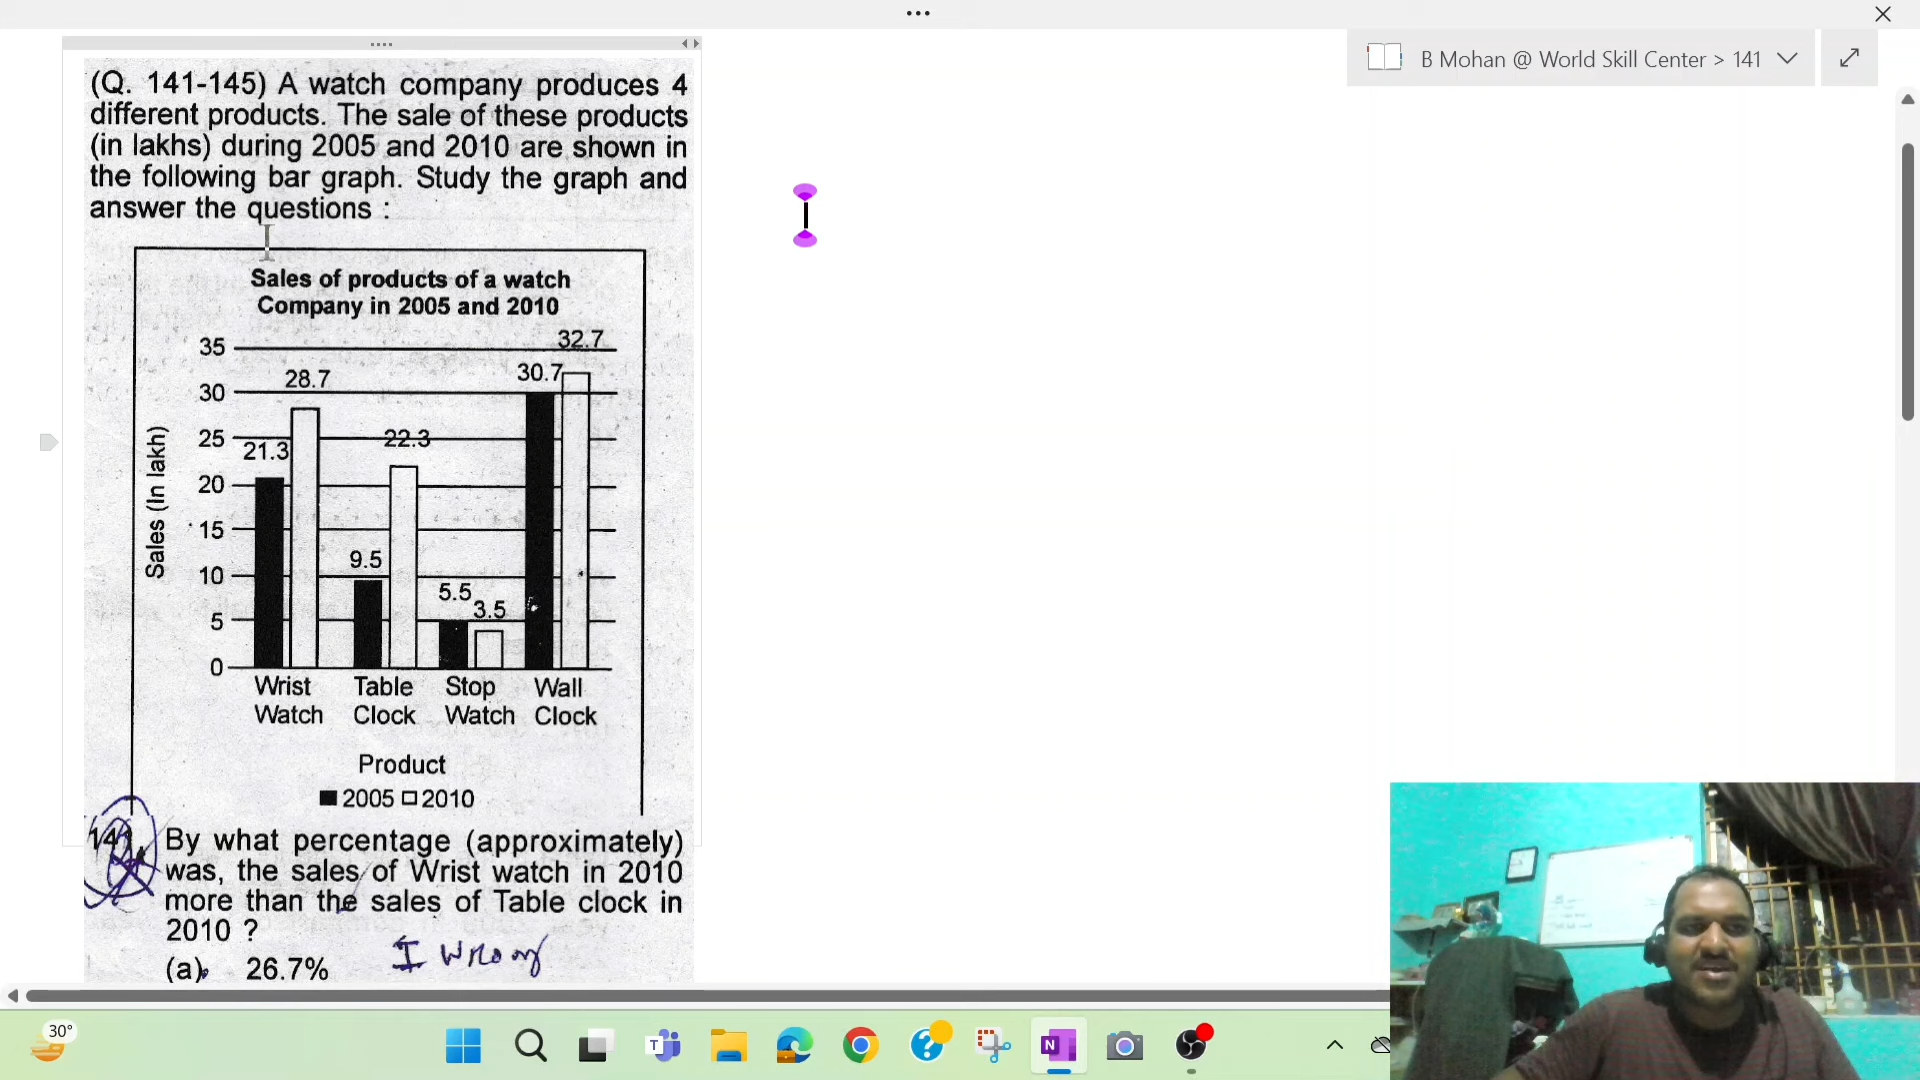 B Mohan @ World Skill Center > 141
(Q. 141-145) A watch company produces 4
different products. The sale of these products
(in lakhs) during 2005 and 2010 are shown in
the following bar graph. Study the graph and
answer the questions :
Sales of products of a watch
Company in 2005 and 2010
Sales (In lakh)
35
30
25
20
15
10
5
0
21.3
28.7
9.5
22.3
5.5
3.5
30.7
32.7
Wrist Watch
Table Clock
Stop Watch
Wall Clock
Product
2005 2010
141. By what percentage (approximately)
was, the sales of Wrist watch in 2010
more than the sales of Table clock in
2010 ?
(a). 26.7%
I wrong
30°